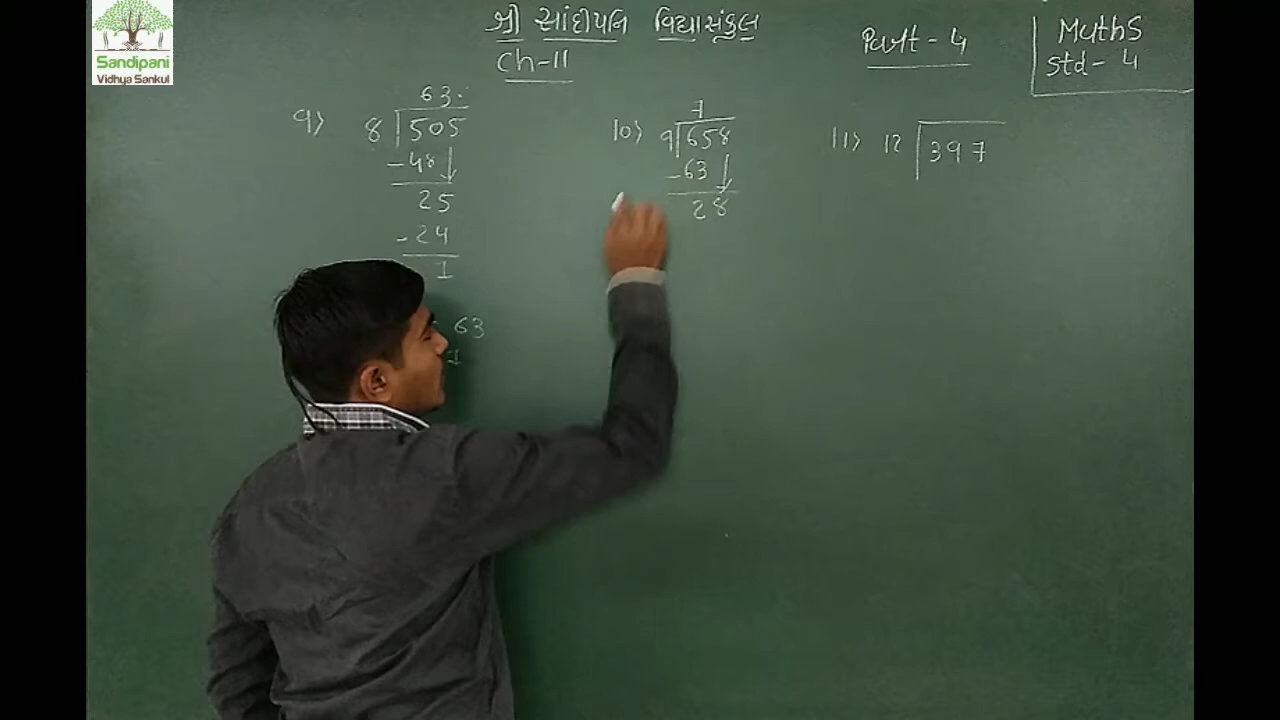 Sandipani
Vidhya Sankul
શ્રી સાંદીપનિ વિદ્યાસંકુલ
Ch-11
Part-4
Maths
Std-4
9)
63
8 505
-48
25
-24
1
63
1
10)
7
9 658
-63
28
11) 12 397